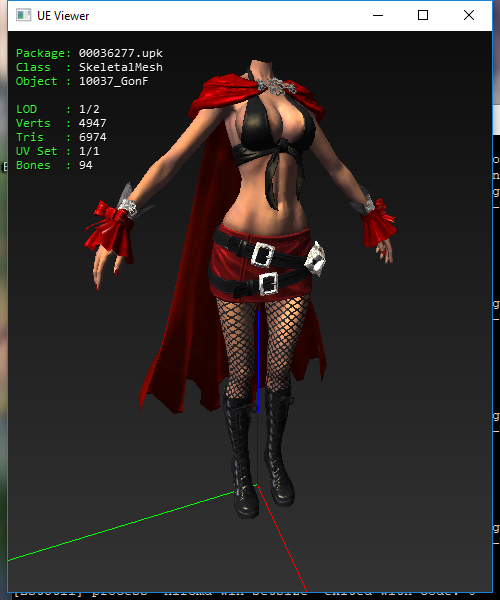 UE Viewer
Package: 00036277.upk
Class : SkeletalMesh
Object : 10037_GonF
LOD : 1/2
Verts : 4947
Tris : 6974
UV Set : 1/1
Bones : 94